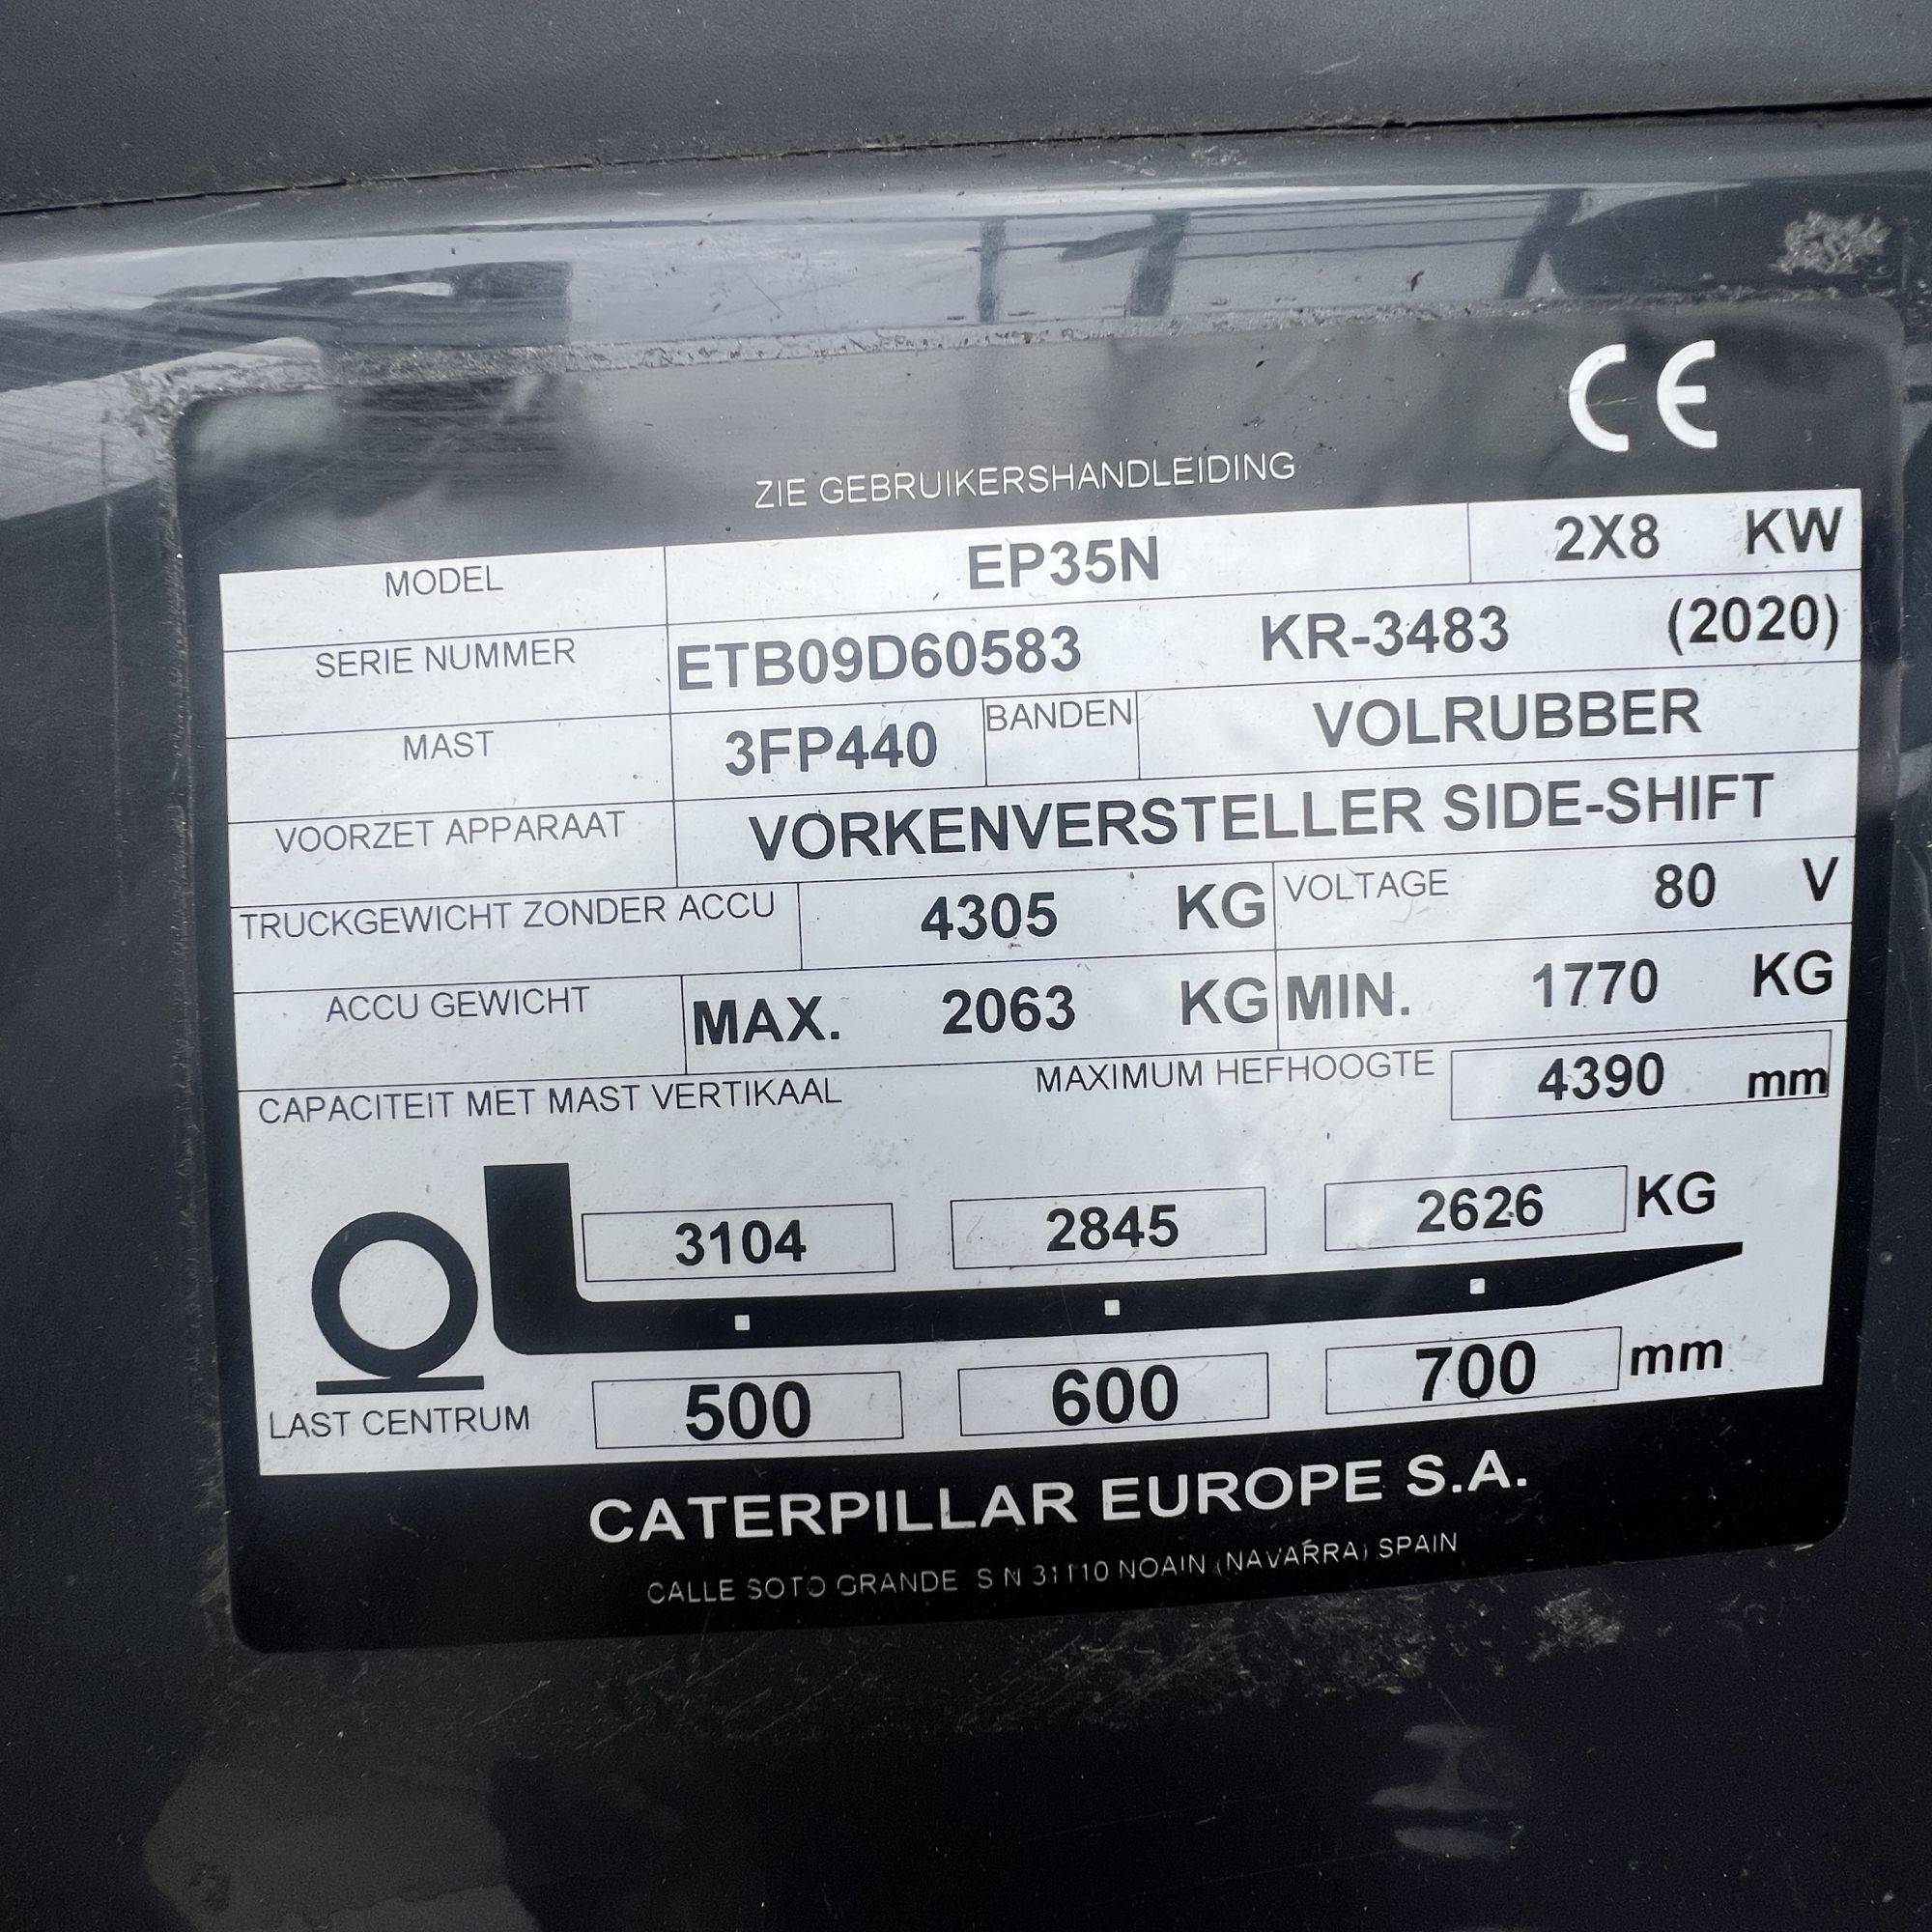 CE
ZIE GEBRUIKERSHANDLEIDING
MODEL EP35N 2X8 KW
SERIE NUMMER ETB09D60583 KR-3483 (2020)
MAST 3FP440 BANDEN VOLRUBBER
VOORZET APPARAAT VORKENVERSTELLER SIDE-SHIFT
TRUCKGEWICHT ZONDER ACCU 4305 KG VOLTAGE 80 V
ACCU GEWICHT MAX. 2063 KG MIN. 1770 KG
CAPACITEIT MET MAST VERTIKAAL MAXIMUM HEFHOOGTE 4390 mm
3104 2845 2626 KG
LAST CENTRUM 500 600 700 mm
CATERPILLAR EUROPE S.A.
CALLE SOTO GRANDE S N 31110 NOAIN (NAVARRA) SPAIN